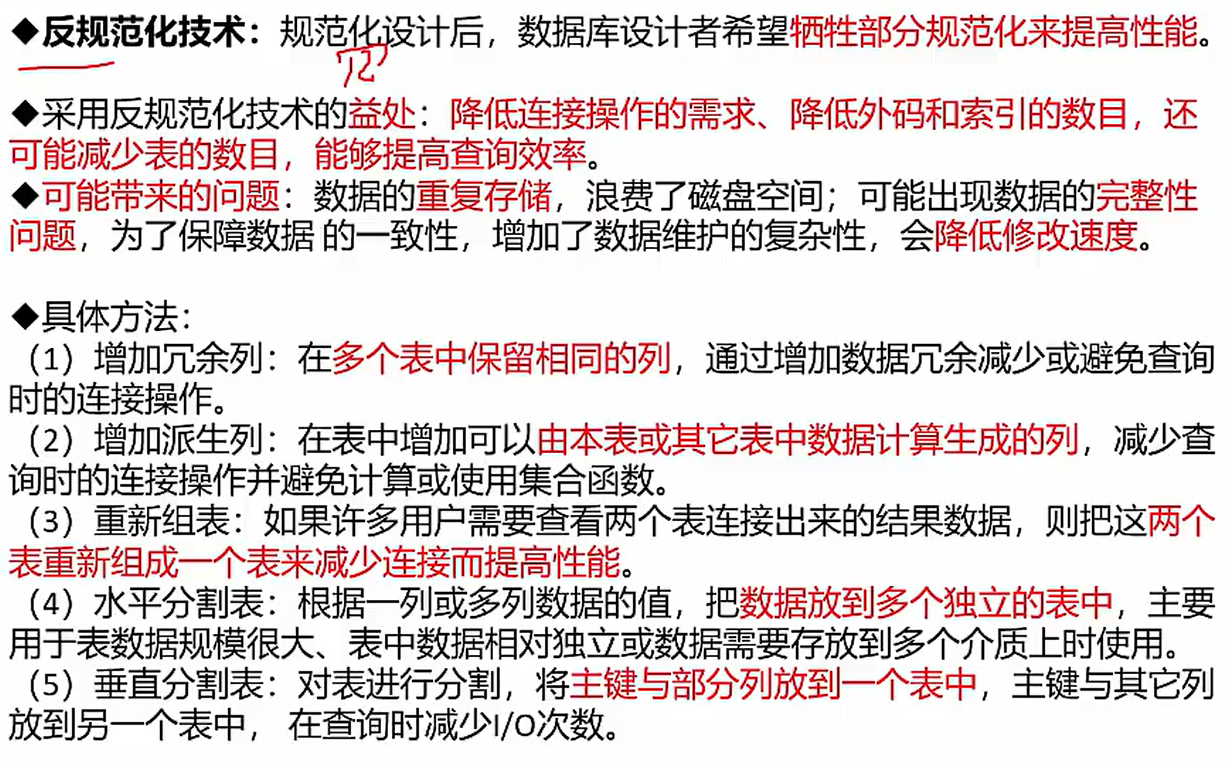 ◆反规范化技术：规范化设计后，数据库设计者希望牺牲部分规范化来提高性能。
◆采用反规范化技术的益处：降低连接操作的需求、降低外码和索引的数目，还
可能减少表的数目，能够提高查询效率。
◆可能带来的问题：数据的重复存储，浪费了磁盘空间；可能出现数据的完整性
问题，为了保障数据 的一致性，增加了数据维护的复杂性，会降低修改速度。
◆具体方法：
（1）增加冗余列：在多个表中保留相同的列，通过增加数据冗余减少或避免查询
时的连接操作。
（2）增加派生列：在表中增加可以由本表或其它表中数据计算生成的列，减少查
询时的连接操作并避免计算或使用集合函数。
（3）重新组表：如果许多用户需要查看两个表连接出来的结果数据，则把这两个
表重新组成一个表来减少连接而提高性能。
（4）水平分割表：根据一列或多列数据的值，把数据放到多个独立的表中，主要
用于表数据规模很大、表中数据相对独立或数据需要存放到多个介质上时使用。
（5）垂直分割表：对表进行分割，将主键与部分列放到一个表中，主键与其它列
放到另一个表中， 在查询时减少I/O次数。